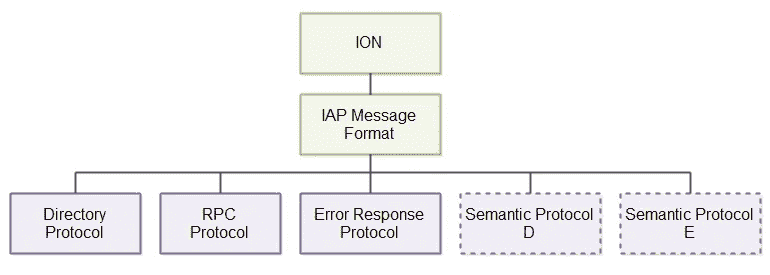 ION
IAP Message
Format
Directory
Protocol
RPC
Protocol
Error Response
Protocol
Semantic Protocol
D
Semantic Protocol
E